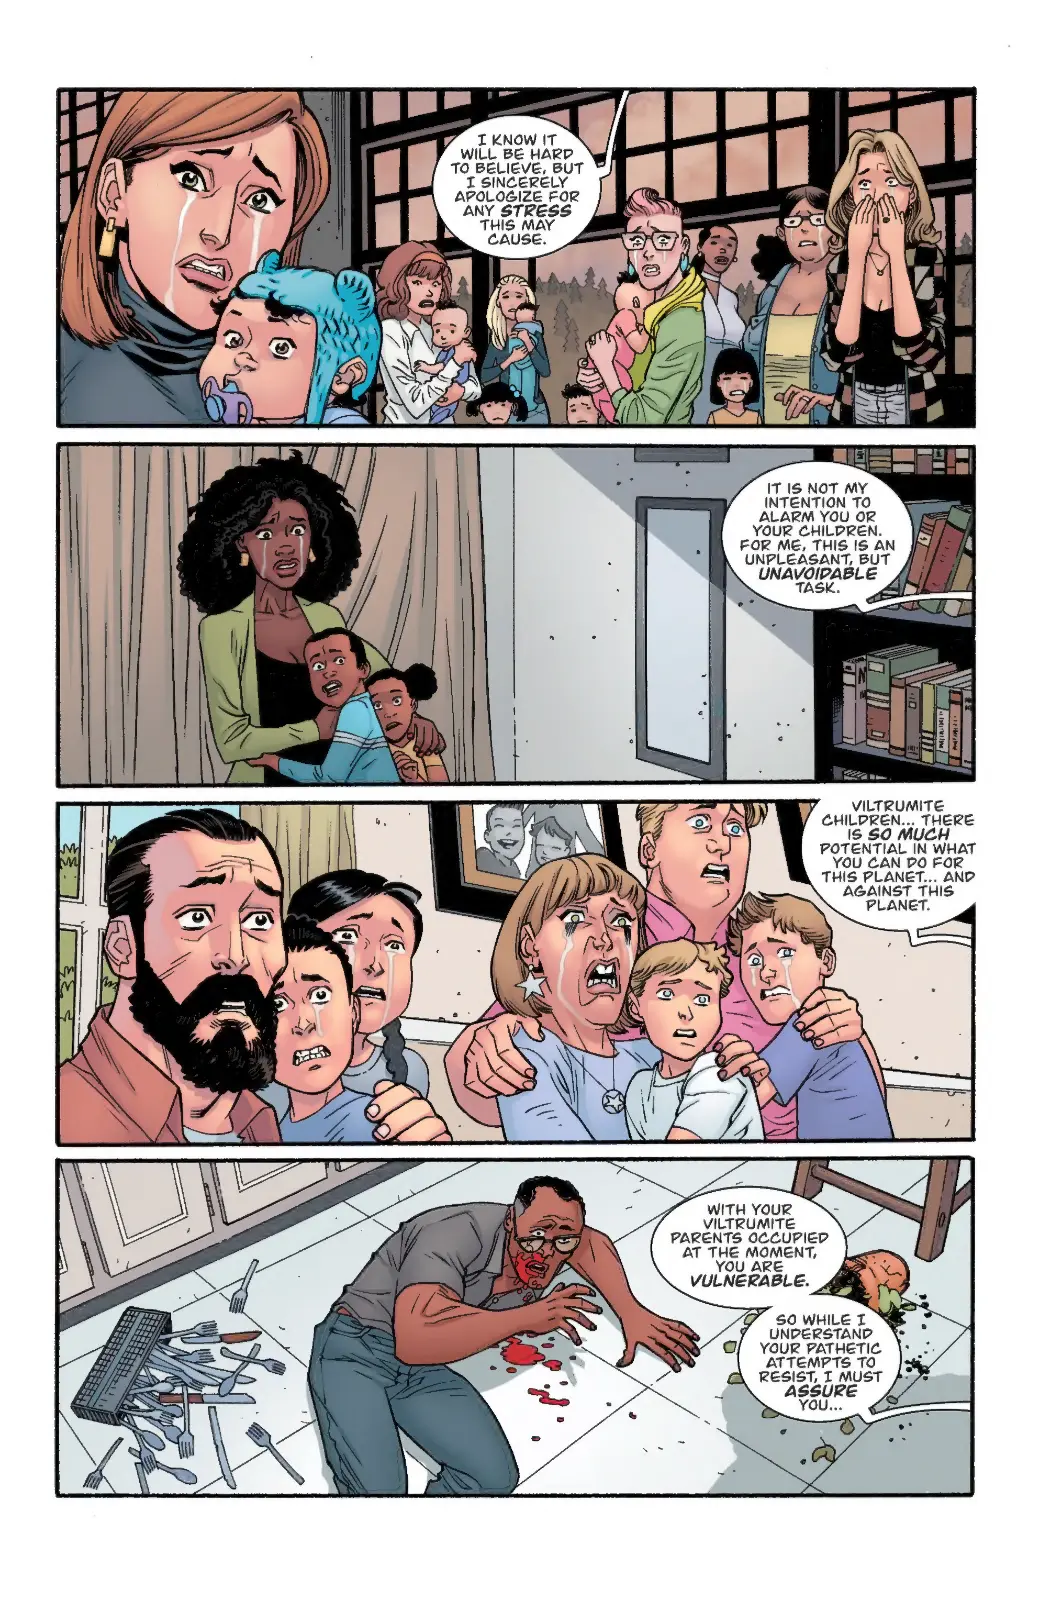 I KNOW IT
WILL BE HARD
TO BELIEVE, BUT
I SINCERELY
APOLOGIZE FOR
ANY STRESS
THIS MAY
CAUSE.
IT IS NOT MY
INTENTION TO
ALARM YOU OR
YOUR CHILDREN.
FOR ME, THIS IS AN
UNPLEASANT, BUT
UNAVOIDABLE
TASK.
VILTRUMITE
CHILDREN... THERE
IS SO MUCH
POTENTIAL IN WHAT
YOU CAN DO FOR
THIS PLANET... AND
AGAINST THIS
PLANET.
WITH YOUR
VILTRUMITE
PARENTS OCCUPIED
AT THE MOMENT,
YOU ARE
VULNERABLE.
SO WHILE I
UNDERSTAND
YOUR PATHETIC
ATTEMPTS TO
RESIST, I MUST
ASSURE
YOU...